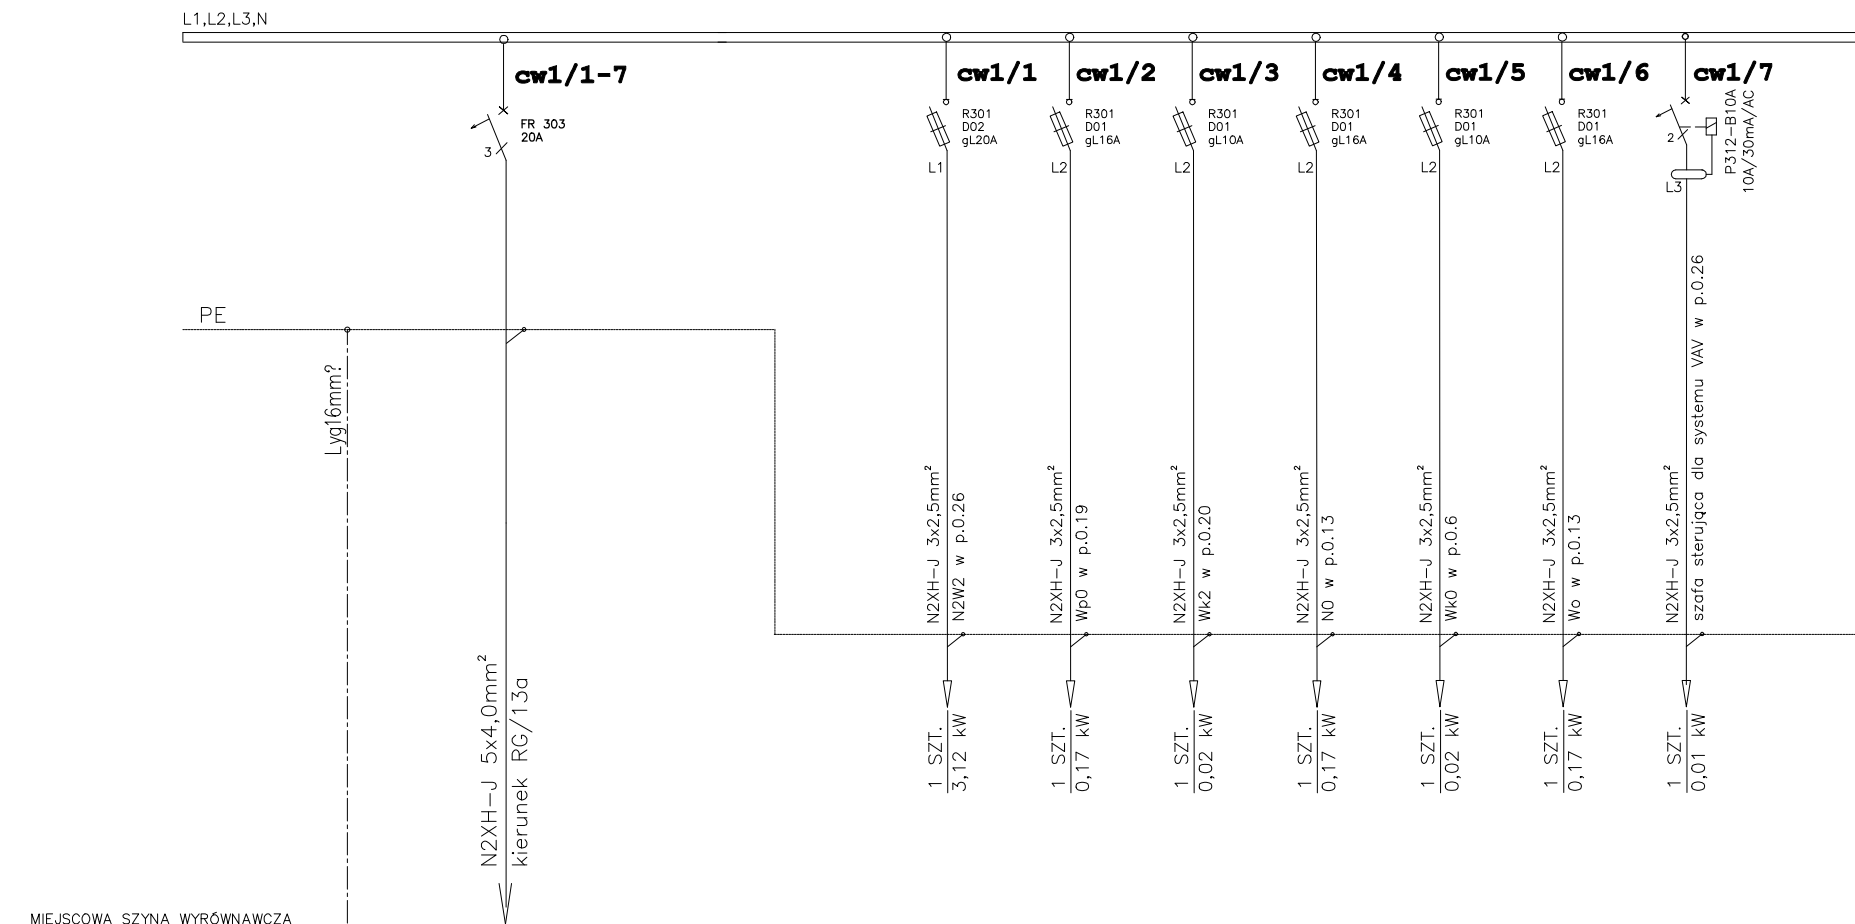 L1,L2,L3,N
cw1/1-7
FR 303
20A
3
PE
Lyg16mm?
N2XH-J 5x4,0mm²
kierunek RG/13a
MIEJSCOWA SZYNA WYRÓWNAWCZA
cw1/1
R301
D02
gL20A
L1
N2XH-J 3x2,5mm²
N2W2 w p.0.26
1 SZT.
3,12 kW
cw1/2
R301
D01
gL16A
L2
N2XH-J 3x2,5mm²
Wp0 w p.0.19
1 SZT.
0,17 kW
cw1/3
R301
D01
gL10A
L2
N2XH-J 3x2,5mm²
Wk2 w p.0.20
1 SZT.
0,02 kW
cw1/4
R301
D01
gL16A
L2
N2XH-J 3x2,5mm²
N0 w p.0.13
1 SZT.
0,17 kW
cw1/5
R301
D01
gL10A
L2
N2XH-J 3x2,5mm²
Wk0 w p.0.6
1 SZT.
0,02 kW
cw1/6
R301
D01
gL16A
L2
N2XH-J 3x2,5mm²
Wo w p.0.13
1 SZT.
0,17 kW
cw1/7
P312-B10A
10A/30mA/AC
2
L3
N2XH-J 3x2,5mm²
szafa sterująca dla systemu VAV w p.0.26
1 SZT.
0,01 kW